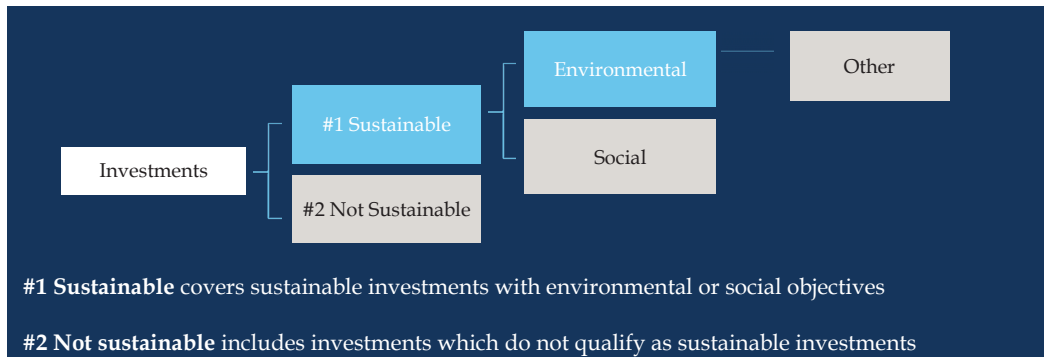 Environmental
Other
#1 Sustainable
Social
Investments
#2 Not Sustainable
#1 Sustainable covers sustainable investments with environmental or social objectives
#2 Not sustainable includes investments which do not qualify as sustainable investments